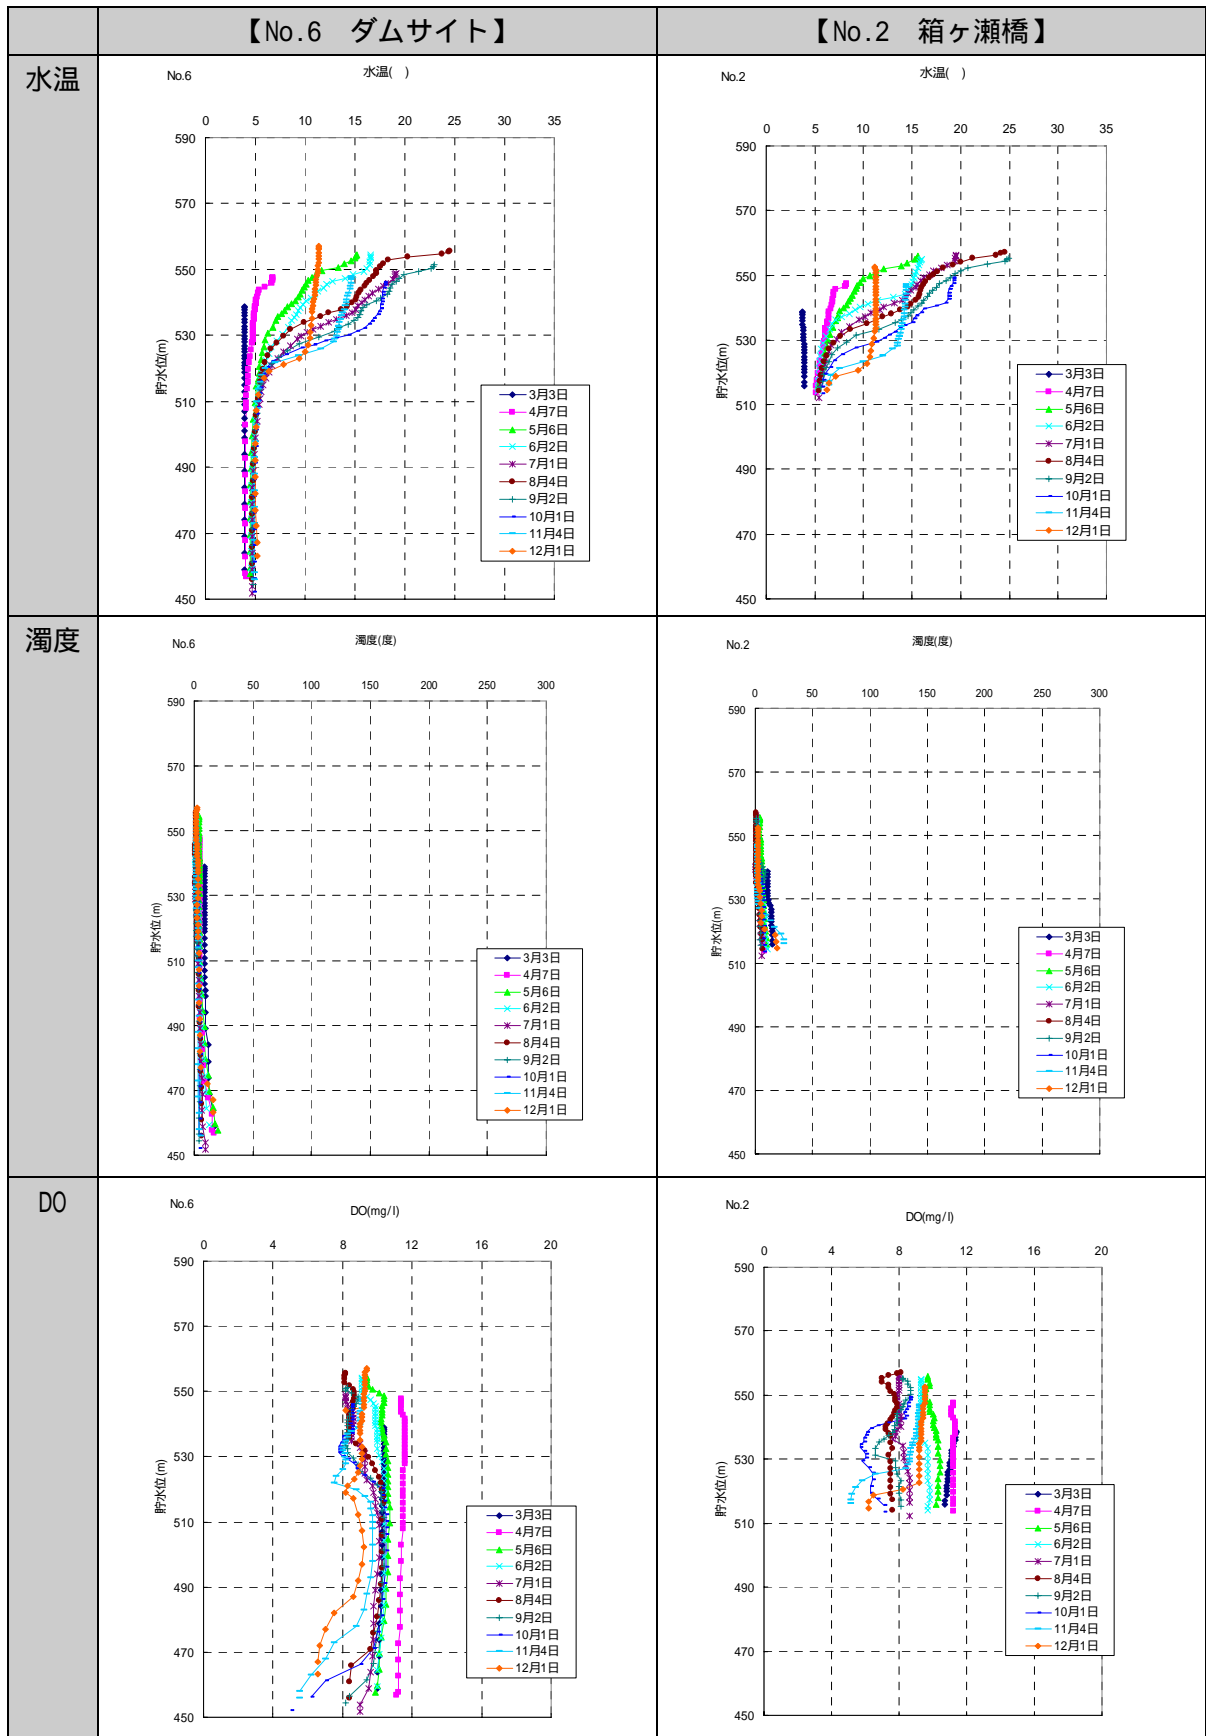 【No.6　ダムサイト】
【No.2　箱ヶ瀬橋】
水温
No.6
水温(　)
0 5 10 15 20 25 30 35
590
570
550
530
510
490
470
450
貯水位(m)
3月3日
4月7日
5月6日
6月2日
7月1日
8月4日
9月2日
10月1日
11月4日
12月1日
No.2
水温(　)
0 5 10 15 20 25 30 35
590
570
550
530
510
490
470
450
貯水位(m)
3月3日
4月7日
5月6日
6月2日
7月1日
8月4日
9月2日
10月1日
11月4日
12月1日
濁度
No.6
濁度(度)
0 50 100 150 200 250 300
590
570
550
530
510
490
470
450
貯水位(m)
3月3日
4月7日
5月6日
6月2日
7月1日
8月4日
9月2日
10月1日
11月4日
12月1日
No.2
濁度(度)
0 50 100 150 200 250 300
590
570
550
530
510
490
470
450
貯水位(m)
3月3日
4月7日
5月6日
6月2日
7月1日
8月4日
9月2日
10月1日
11月4日
12月1日
DO
No.6
DO(mg/l)
0 4 8 12 16 20
590
570
550
530
510
490
470
450
貯水位(m)
3月3日
4月7日
5月6日
6月2日
7月1日
8月4日
9月2日
10月1日
11月4日
12月1日
No.2
DO(mg/l)
0 4 8 12 16 20
590
570
550
530
510
490
470
450
貯水位(m)
3月3日
4月7日
5月6日
6月2日
7月1日
8月4日
9月2日
10月1日
11月4日
12月1日